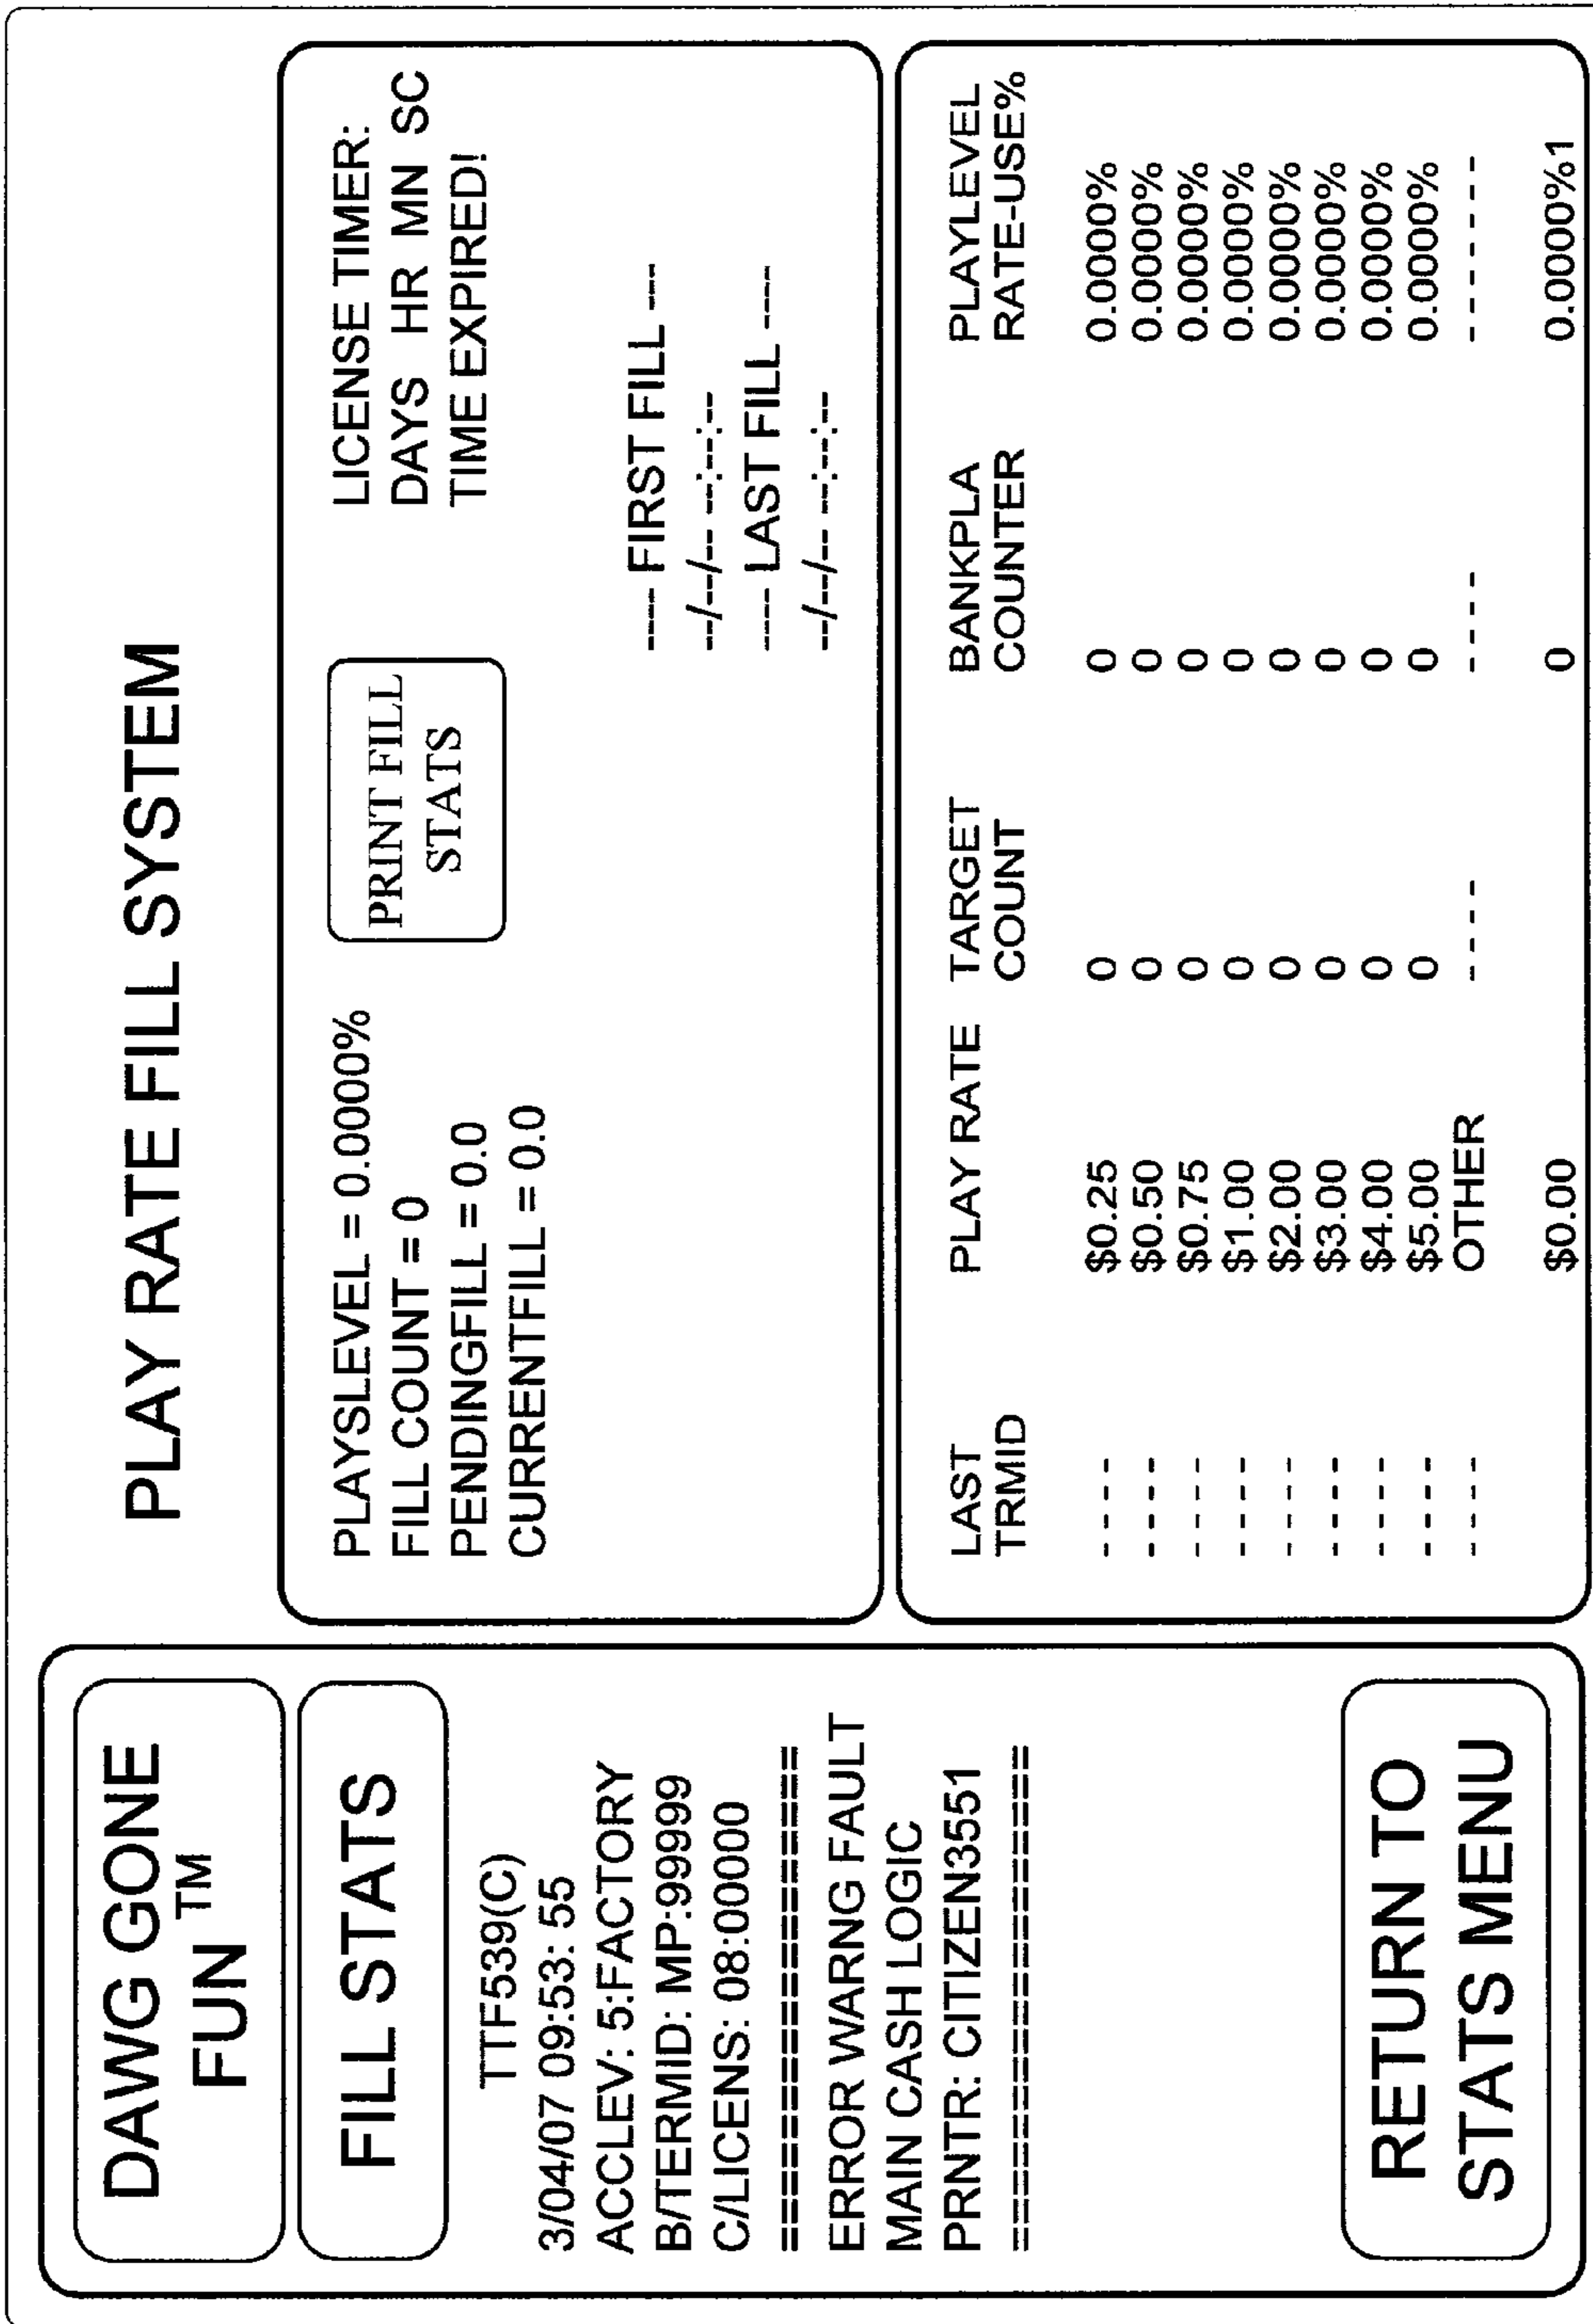 PLAY RATE FILL SYSTEM
DAWG GONE
FUN™
FILL STATS
TTF539(C)
3/04/07 09:53: 55
ACCLEV: 5:FACTORY
B/TERMID: MP:99999
C/LICENS: 08:00000
====================
ERROR WARNG FAULT
MAIN CASH LOGIC
PRNTR: CITIZEN3551
====================
RETURN TO
STATS MENU
PLAYSLEVEL = 0.0000%
FILL COUNT = 0
PENDINGFILL = 0.0
CURRENTFILL = 0.0
PRINT FILL
STATS
LICENSE TIMER:
DAYS HR MN SC
TIME EXPIRED!
---- FIRST FILL ---
--/--/-- --:--:--
---- LAST FILL ----
--/--/-- --:--:--
LAST PLAY RATE TARGET BANKPLA PLAYLEVEL
TRMID COUNT COUNTER RATE-USE%
- - - - $0.25 0 0 0.0000%
- - - - $0.50 0 0 0.0000%
- - - - $0.75 0 0 0.0000%
- - - - $1.00 0 0 0.0000%
- - - - $2.00 0 0 0.0000%
- - - - $3.00 0 0 0.0000%
- - - - $4.00 0 0 0.0000%
- - - - $5.00 0 0 0.0000%
- - - - OTHER - - - - - - - - - - - - - -
$0.00 0 0.0000%1